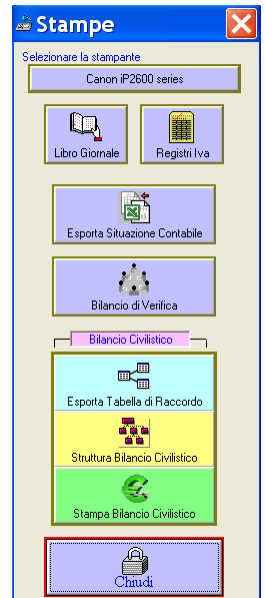 Stampe
Selezionare la stampante
Canon iP2600 series
Libro Giornale
Registri Iva
Esporta Situazione Contabile
Bilancio di Verifica
Bilancio Civilistico
Esporta Tabella di Raccordo
Struttura Bilancio Civilistico
Stampa Bilancio Civilistico
Chiudi